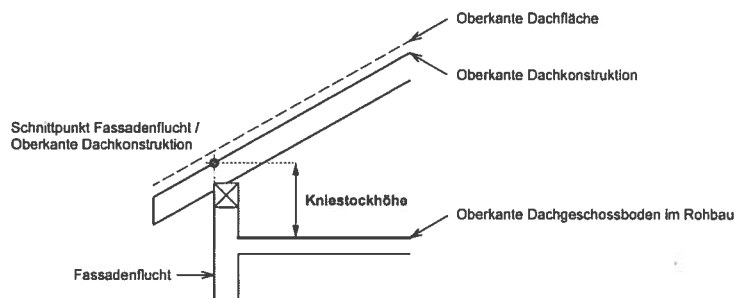 Oberkante Dachfläche
Oberkante Dachkonstruktion
Schnittpunkt Fassadenflucht /
Oberkante Dachkonstruktion
Kniestockhöhe
Oberkante Dachgeschossboden im Rohbau
Fassadenflucht